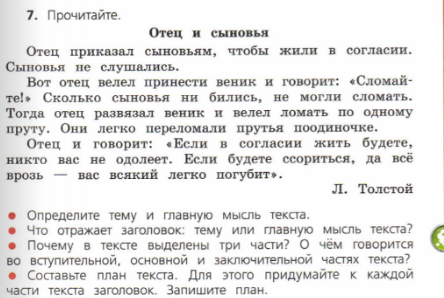 7. Прочитайте.
Отец и сыновья
Отец приказал сыновьям, чтобы жили в согласии.
Сыновья не слушались.
Вот отец велел принести веник и говорит: «Сломай-
те!» Сколько сыновья ни бились, не могли сломать.
Тогда отец развязал веник и велел ломать по одному
пруту. Они легко переломали прутья поодиночке.
Отец и говорит: «Если в согласии жить будете,
никто вас не одолеет. Если будете ссориться, да всё
врозь — вас всякий легко погубит».
Л. Толстой
• Определите тему и главную мысль текста.
• Что отражает заголовок: тему или главную мысль текста?
• Почему в тексте выделены три части? О чём говорится
во вступительной, основной и заключительной частях текста?
• Составьте план текста. Для этого придумайте к каждой
части текста заголовок. Запишите план.